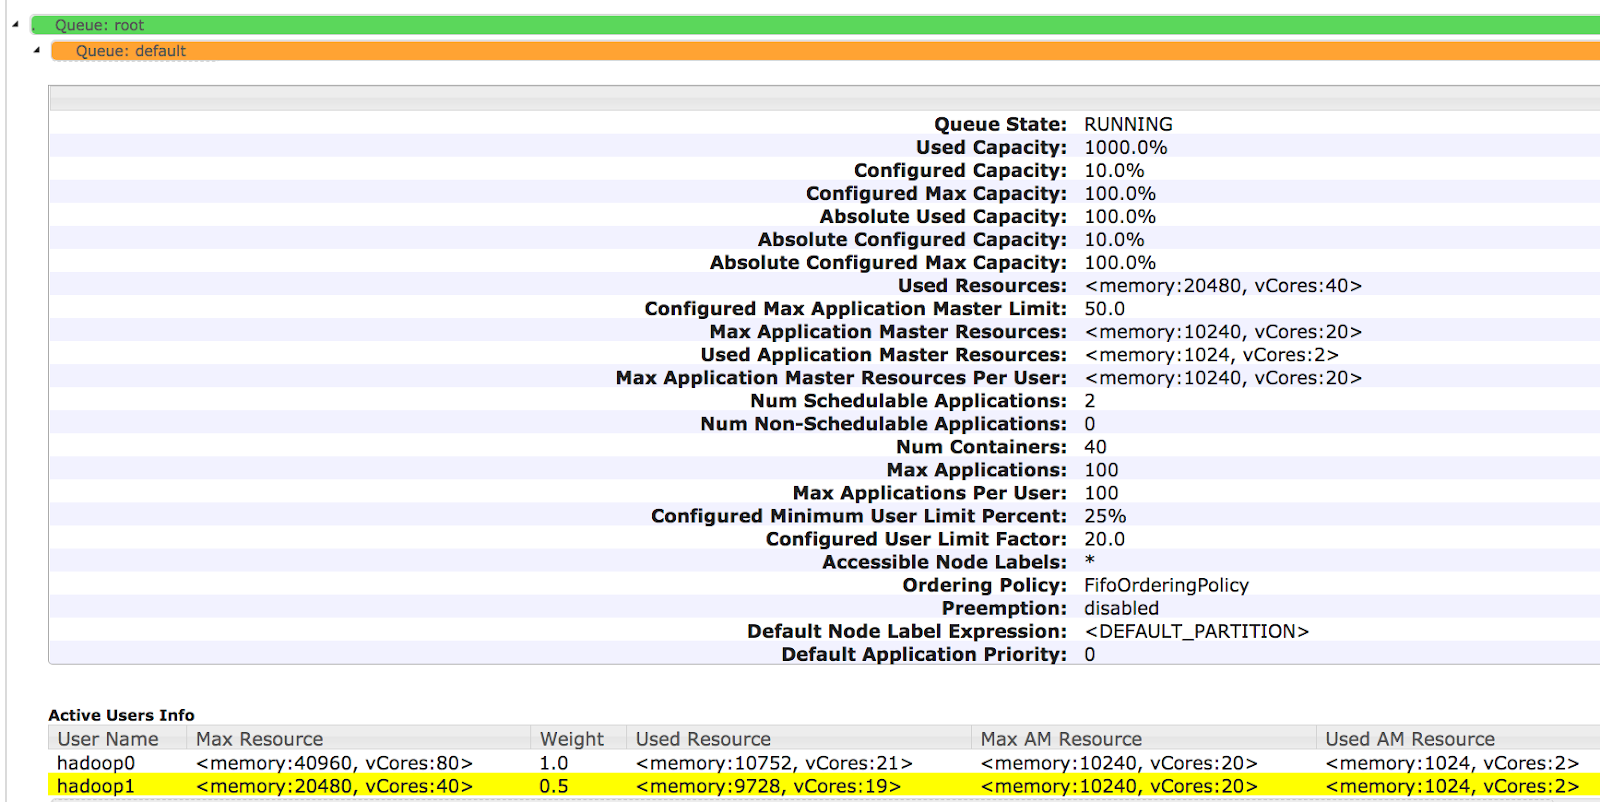 Queue: root
Queue: default
Queue State: RUNNING
Used Capacity: 1000.0%
Configured Capacity: 10.0%
Configured Max Capacity: 100.0%
Absolute Used Capacity: 100.0%
Absolute Configured Capacity: 10.0%
Absolute Configured Max Capacity: 100.0%
Used Resources: <memory:20480, vCores:40>
Configured Max Application Master Limit: 50.0
Max Application Master Resources: <memory:10240, vCores:20>
Used Application Master Resources: <memory:1024, vCores:2>
Max Application Master Resources Per User: <memory:10240, vCores:20>
Num Schedulable Applications: 2
Num Non-Schedulable Applications: 0
Num Containers: 40
Max Applications: 100
Max Applications Per User: 100
Configured Minimum User Limit Percent: 25%
Configured User Limit Factor: 20.0
Accessible Node Labels: *
Ordering Policy: FifoOrderingPolicy
Preemption: disabled
Default Node Label Expression: <DEFAULT_PARTITION>
Default Application Priority: 0
Active Users Info
User Name Max Resource Weight Used Resource Max AM Resource Used AM Resource
hadoop0 <memory:40960, vCores:80> 1.0 <memory:10752, vCores:21> <memory:10240, vCores:20> <memory:1024, vCores:2>
hadoop1 <memory:20480, vCores:40> 0.5 <memory:9728, vCores:19> <memory:10240, vCores:20> <memory:1024, vCores:2>